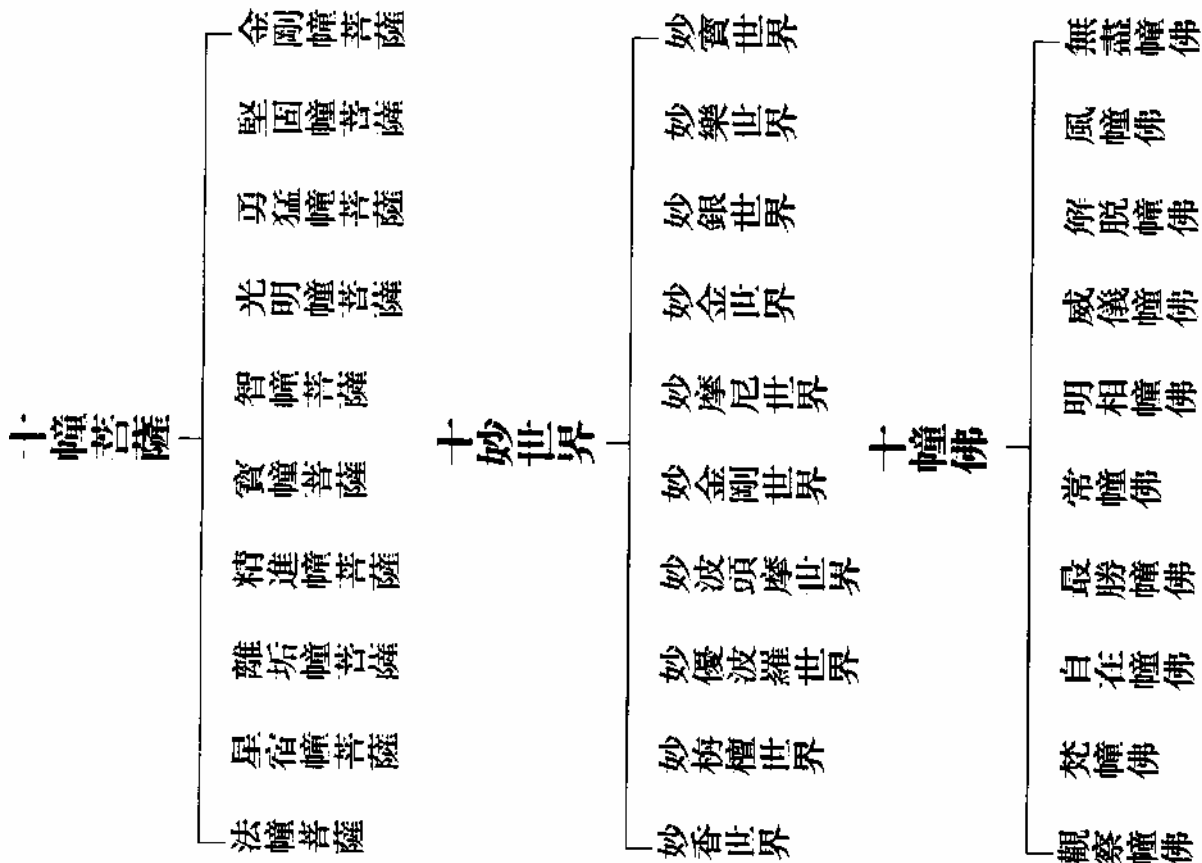 十幢菩薩
金剛幢菩薩
堅固幢菩薩
勇猛幢菩薩
光明幢菩薩
智幢菩薩
寳幢菩薩
精進幢菩薩
離垢幢菩薩
星宿幢菩薩
法幢菩薩
十妙世界
妙寳世界
妙樂世界
妙銀世界
妙金世界
妙摩尼世界
妙金剛世界
妙波頭摩世界
妙優波羅世界
妙栴檀世界
妙香世界
十幢佛
無盡幢佛
風幢佛
解脱幢佛
威儀幢佛
明相幢佛
常幢佛
最勝幢佛
自在幢佛
梵幢佛
觀察幢佛